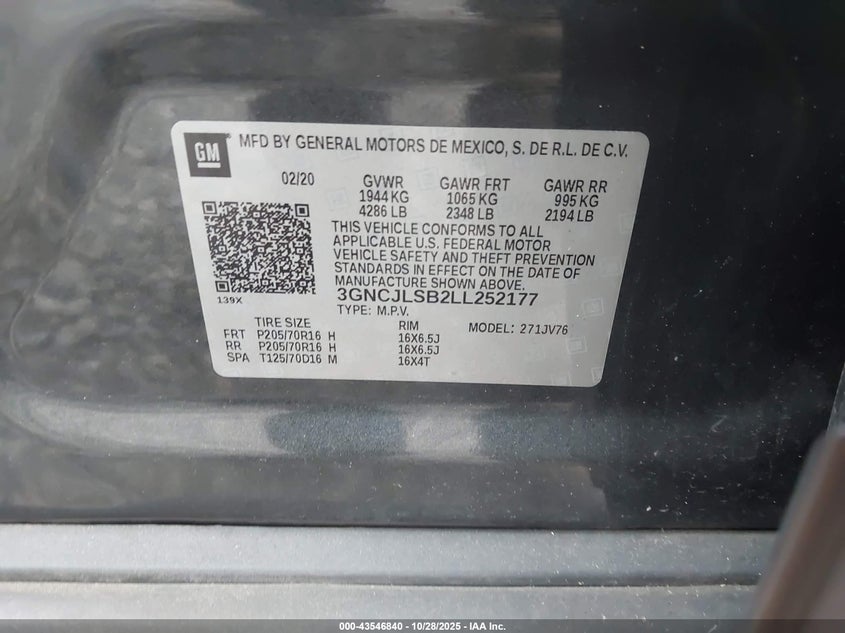 GM
MFD BY GENERAL MOTORS DE MEXICO, S. DE R.L. DE C.V.
02/20 GVWR GAWR FRT GAWR RR
1944 KG 1065 KG 995 KG
4286 LB 2348 LB 2194 LB
THIS VEHICLE CONFORMS TO ALL
APPLICABLE U.S. FEDERAL MOTOR
VEHICLE SAFETY AND THEFT PREVENTION
STANDARDS IN EFFECT ON THE DATE OF
MANUFACTURE SHOWN ABOVE.
139X
3GNCJLSB2LL252177
TYPE: M.P.V.
TIRE SIZE RIM MODEL: 271JV76
FRT P205/70R16 H 16X6.5J
RR P205/70R16 H 16X6.5J
SPA T125/70D16 M 16X4T
000-43546840 | 10/28/2025 - IAA Inc.